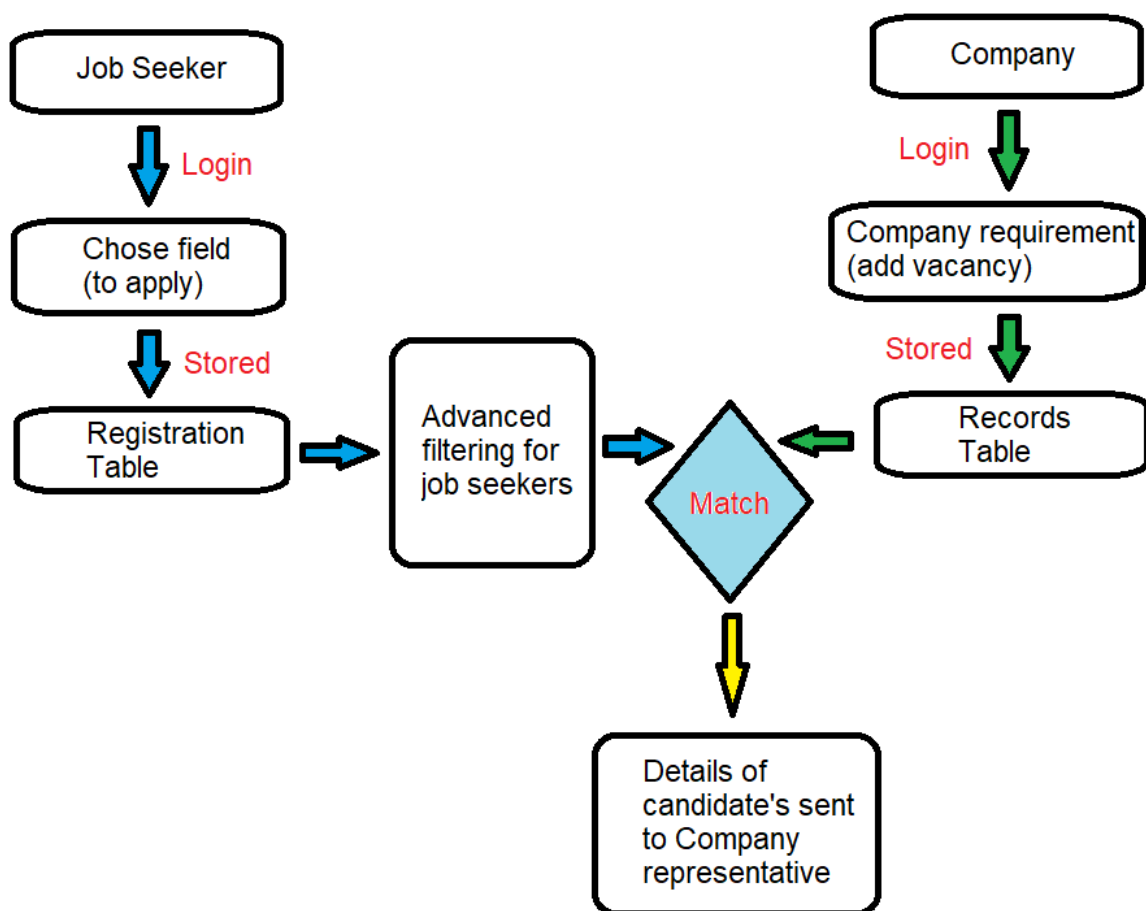 Job Seeker
Login
Chose field
(to apply)
Stored
Registration
Table
Advanced
filtering for
job seekers
Company
Login
Company requirement
(add vacancy)
Stored
Records
Table
Match
Details of
candidate's sent
to Company
representative